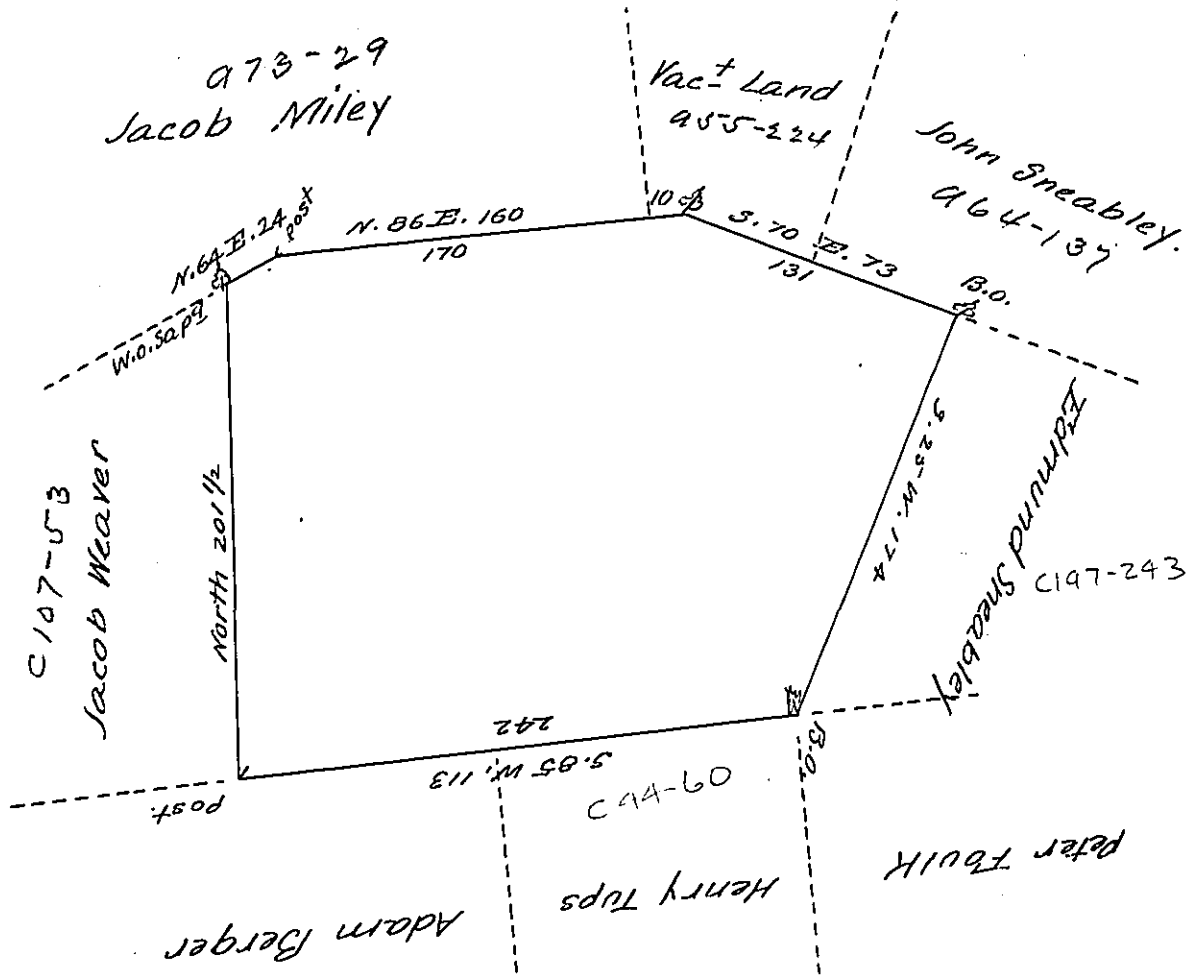 a73-29
Jacob Miley
Vac.t Land
a55-224
John Sneabley.
a64-137
N.64 E. 24
post
N. 86 E. 160
170
10
S. 70 E. 73
131
B.O.
W.O. Sapg
C107-53
Jacob Weaver
North 201 1/2
S. 25 W. 174
Edmund Sneabley
C197-243
242
S. 85 W. 113
Post.
B.O.
C94-60
Adam Berger
Henry Tups
Peter Foulk